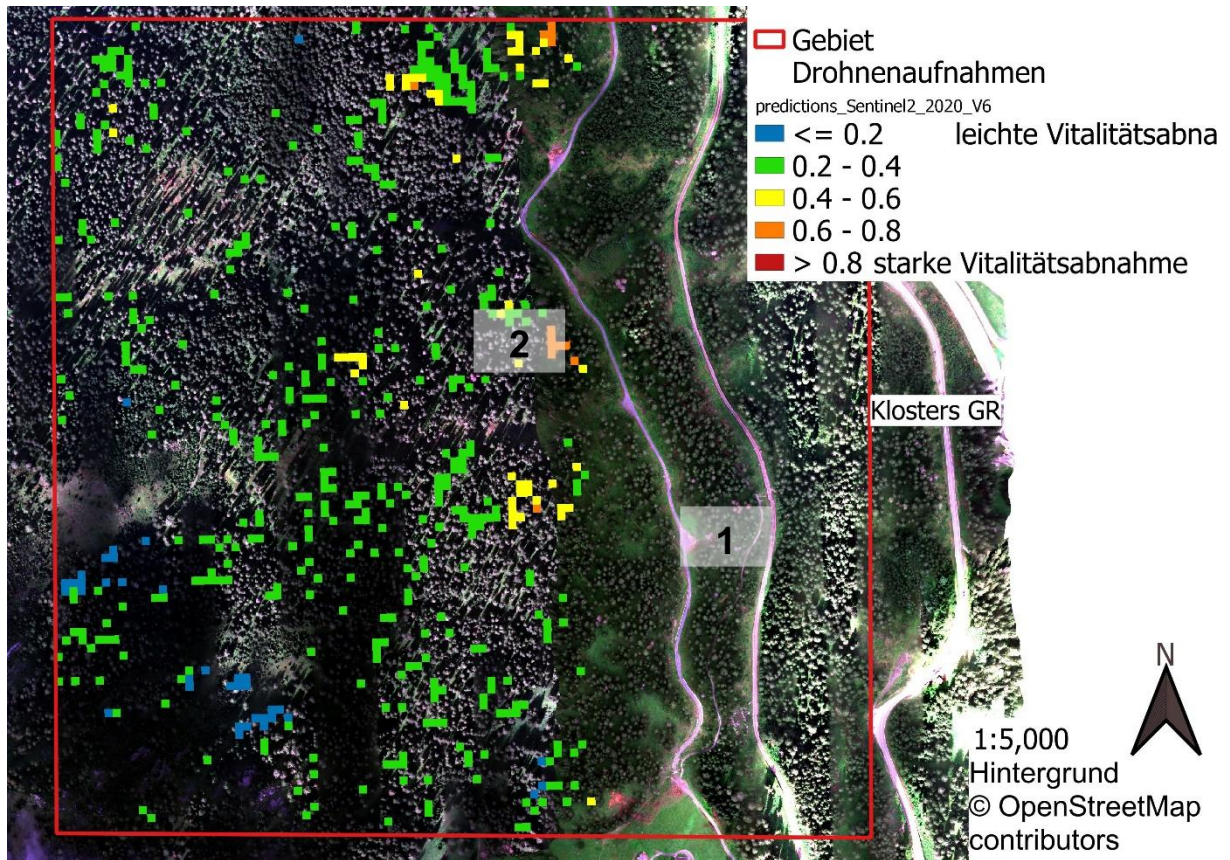 Gebiet
Drohnenaufnahmen
predictions_Sentinel2_2020_V6
<= 0.2 leichte Vitalitätsabna
0.2 - 0.4
0.4 - 0.6
0.6 - 0.8
> 0.8 starke Vitalitätsabnahme
2
Klosters GR
1
N
1:5,000
Hintergrund
© OpenStreetMap
contributors